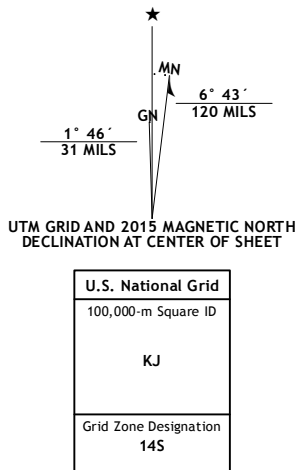 ★
MN
GN
6° 43´
120 MILS
1° 46´
31 MILS
UTM GRID AND 2015 MAGNETIC NORTH
DECLINATION AT CENTER OF SHEET
U.S. National Grid
100,000-m Square ID
KJ
Grid Zone Designation
14S